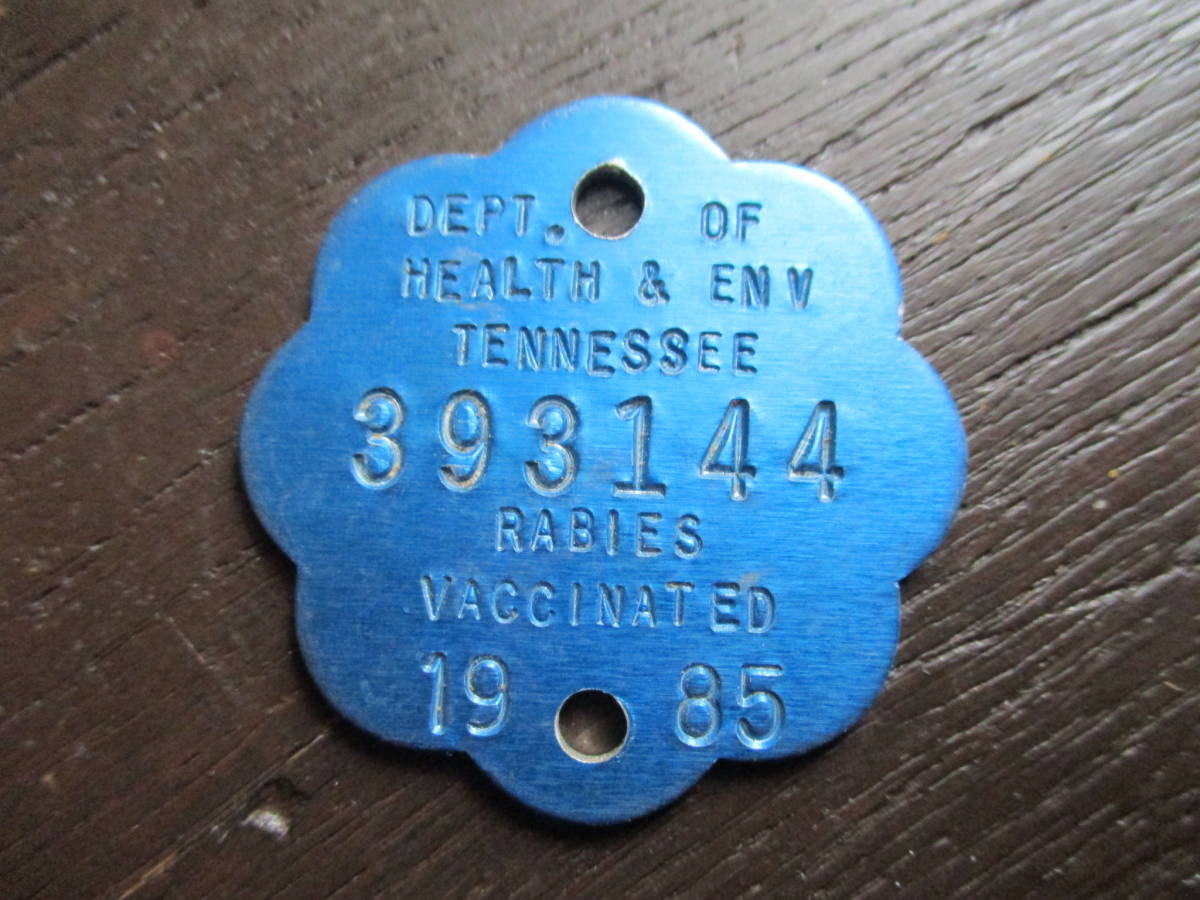 DEPT. OF
HEALTH & ENV
TENNESSEE
393144
RABIES
VACCINATED
19 85